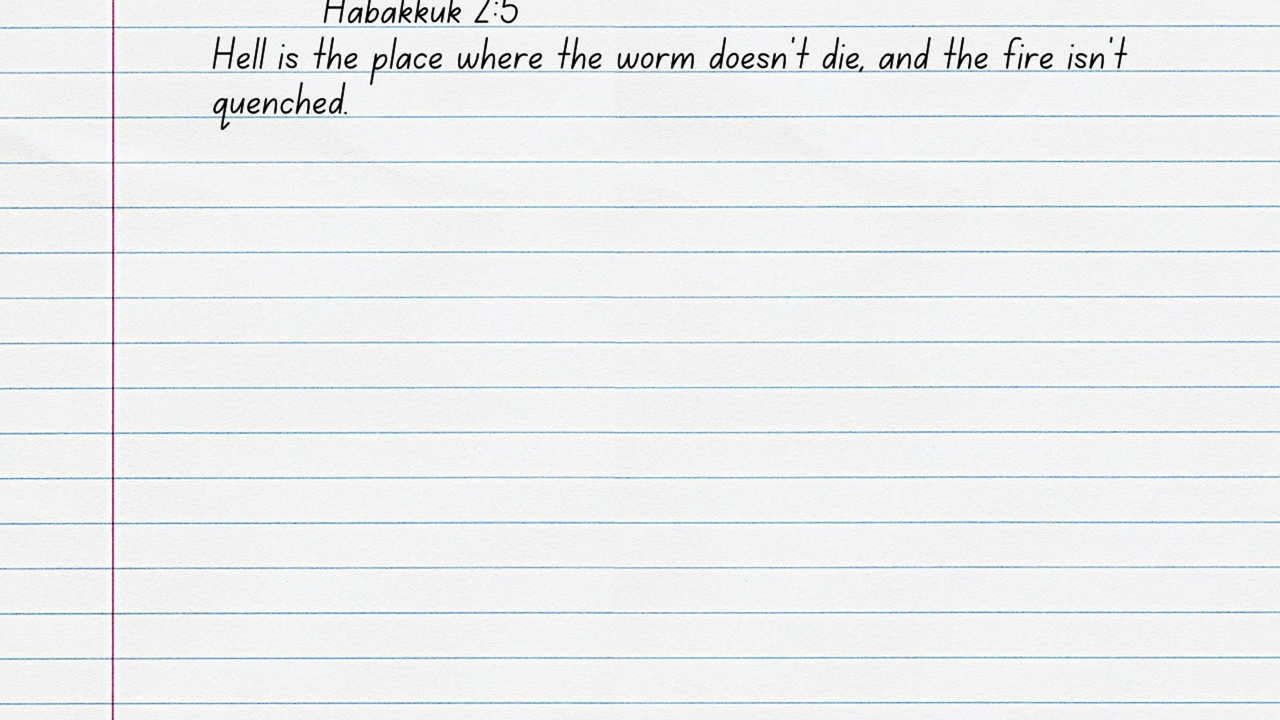 Habakkuk 2:5
Hell is the place where the worm doesn't die, and the fire isn't
quenched.